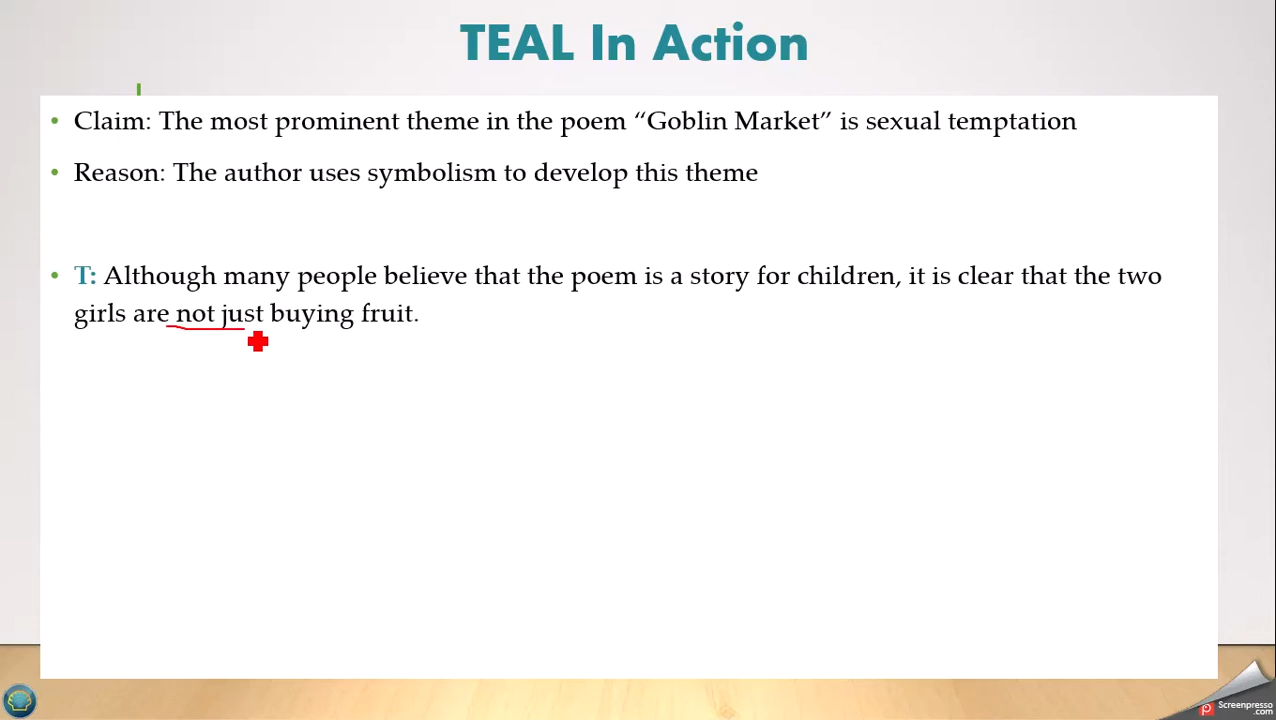 TEAL In Action
• Claim: The most prominent theme in the poem “Goblin Market” is sexual temptation
• Reason: The author uses symbolism to develop this theme
• T: Although many people believe that the poem is a story for children, it is clear that the two
girls are not just buying fruit.
Screenpresso
.com